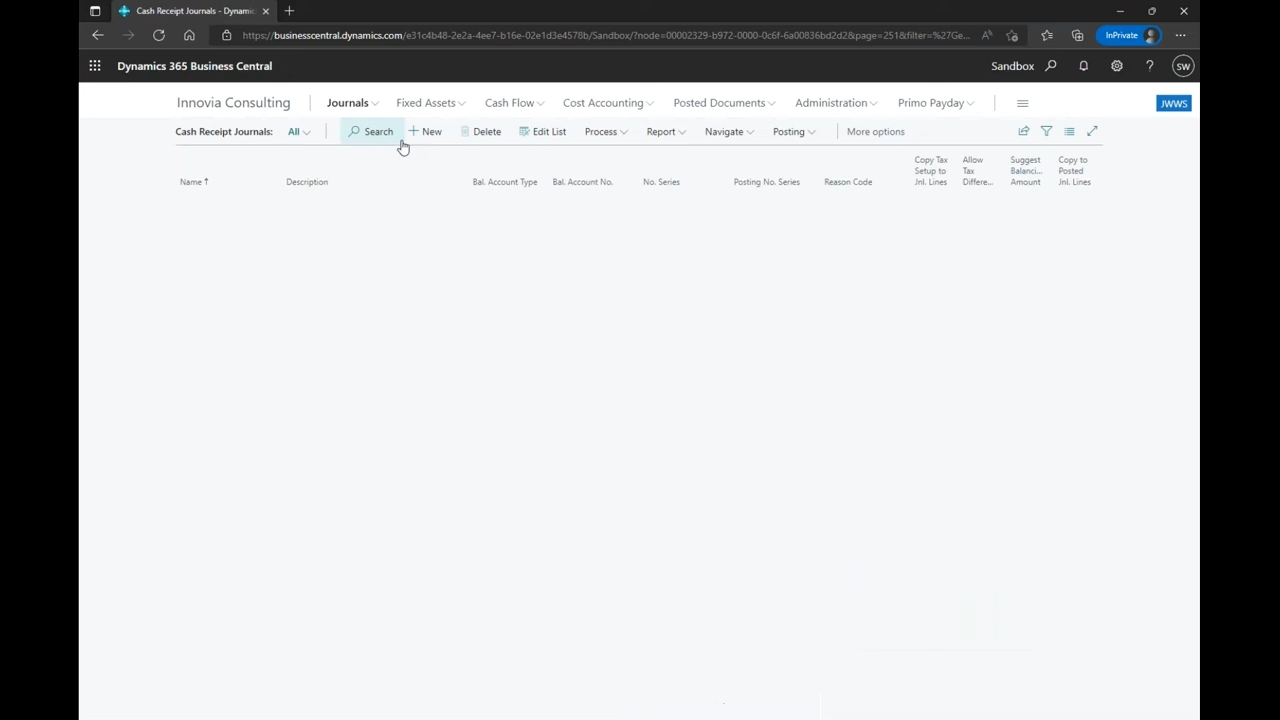 Cash Receipt Journals - Dynami
https://businesscentral.dynamics.com/e31c4b48-2e2a-4ee7-b16e-02e1d3e4578b/Sandbox/?node=00002329-b972-0000-0c6f-6a00836bd2d2&page=251&filter=%27Ge...
InPrivate
Dynamics 365 Business Central
Sandbox
SW
Innovia Consulting
Journals
Fixed Assets
Cash Flow
Cost Accounting
Posted Documents
Administration
Primo Payday
JWWS
Cash Receipt Journals:
All
Search
New
Delete
Edit List
Process
Report
Navigate
Posting
More options
Name ↑
Description
Bal. Account Type
Bal. Account No.
No. Series
Posting No. Series
Reason Code
Copy Tax
Setup to
Jnl. Lines
Allow
Tax
Differe...
Suggest
Balanci...
Amount
Copy to
Posted
Jnl. Lines